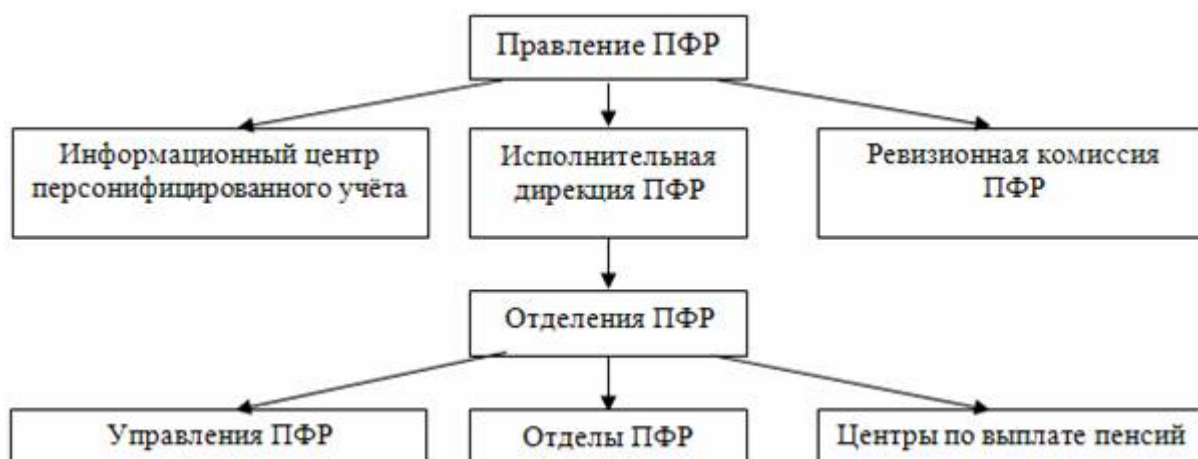 Правление ПФР
Информационный центр
персонифицированного учёта
Исполнительная
дирекция ПФР
Ревизионная комиссия
ПФР
Отделения ПФР
Управления ПФР
Отделы ПФР
Центры по выплате пенсий